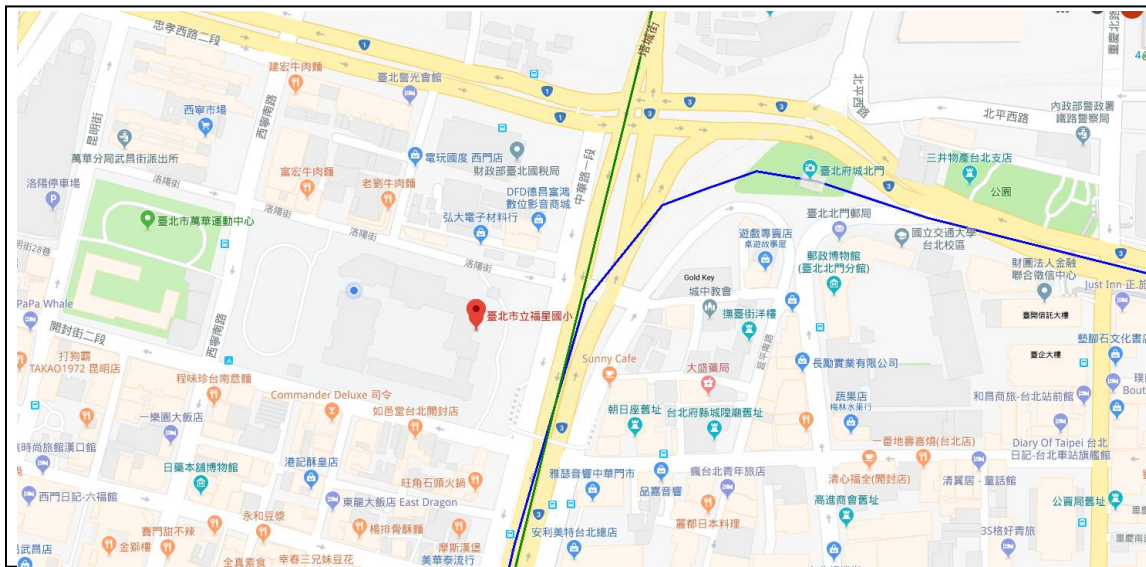 忠孝西路二段
建宏牛肉麵
臺北警光會館
塔城街
重慶北路
西寧市場
昆明街
萬華分局武昌街派出所
西寧南路
北平西路
北平西路
內政部警政署
鐵路警察局
洛陽停車場
洛陽街
富宏牛肉麵
電玩國度 西門店
財政部臺北國稅局
老劉牛肉麵
DFD德昌富鴻
數位影音商城
中華路一段
三井物產台北支店
臺北府城北門
公園
臺北市萬華運動中心
洛陽街
弘大電子材料行
洛陽街
遊戲專賣店
桌遊故事屋
臺北北門郵局
國立交通大學
台北校區
郵政博物館
(臺北北門分館)
財團法人金融
聯合徵信中心
Gold Key
城中教會
撫臺街洋樓
臺開信託大樓
PaPa Whale
開封街二段
西寧南路
臺北市立福星國小
延平南路
墊腳石文化書店
臺企大樓
打狗霸
TAKAO1972 昆明店
程味珍台南意麵
Sunny Cafe
大盛藥局
長勛實業有限公司
Commander Deluxe 司令
如邑堂台北開封店
一樂園大飯店
朝日座舊址
台北府縣城隍廟舊址
蔬果店
梅林水果行
和昌商旅-台北站前館
日藥本舖博物館
港記酥皇店
旺角石頭火鍋
雅瑟音響中華門市
瘋台北青年旅店
品嘉音響
一番地壽喜燒(台北店)
Diary Of Taipei 台北
日記-台北車站旗艦館
清心福全(開封店)
清翼居 - 童話館
西門日記-六福館
東龍大飯店 East Dragon
永和豆漿
楊排骨酥麵
麗都日本料理
高進商會舊址
公賣局舊址
賽門甜不辣
金獅樓
全真素食
幸春三兄妹豆花
摩斯漢堡
美華泰流行
安利美特台北總店
3S格好青旅